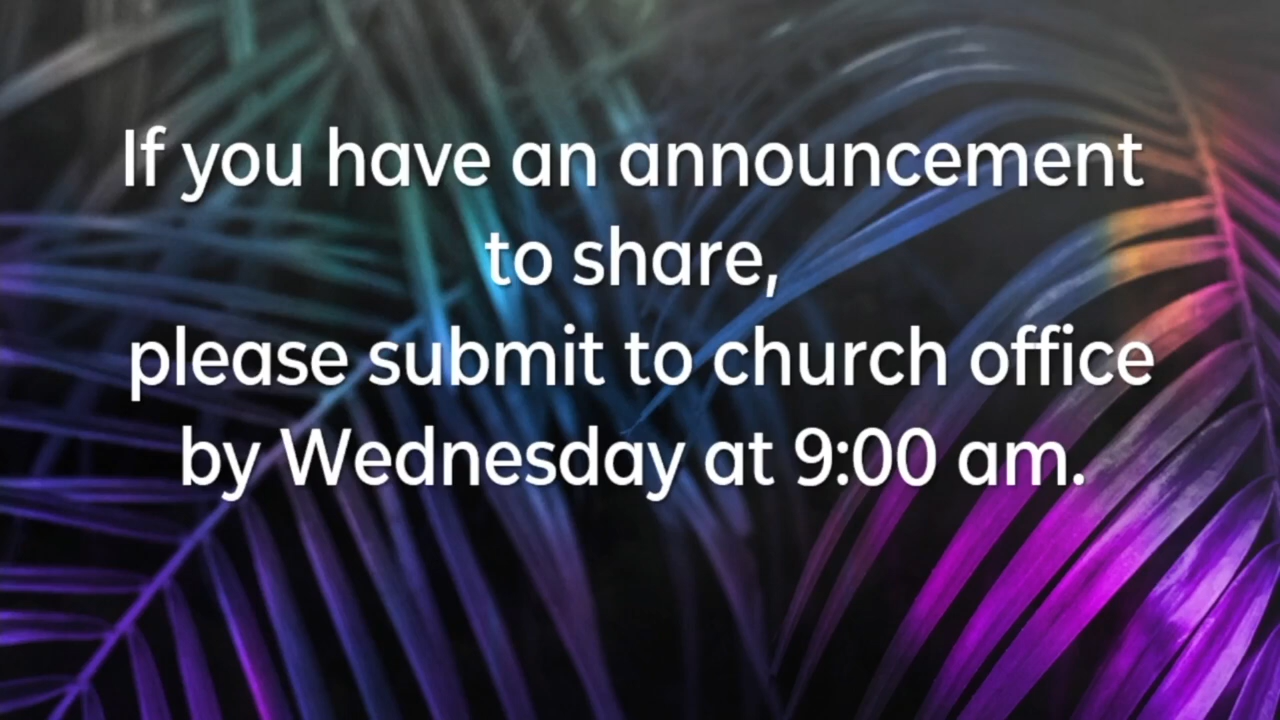 If you have an announcement
to share,
please submit to church office
by Wednesday at 9:00 am.